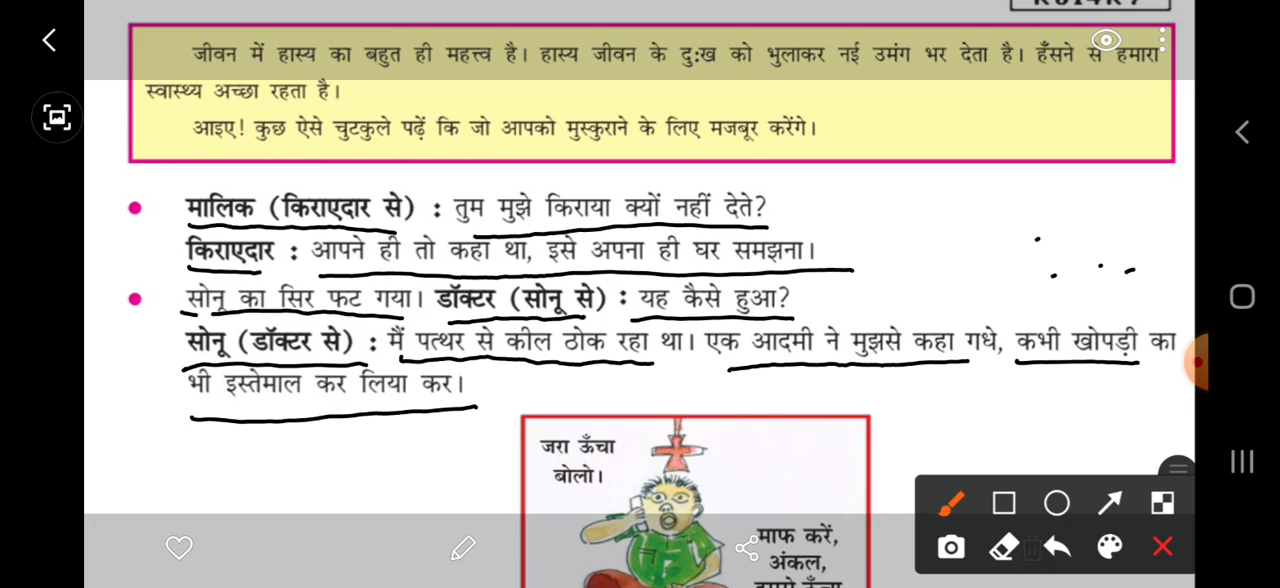 जीवन में हास्य का बहुत ही महत्त्व है। हास्य जीवन के दुःख को भुलाकर नई उमंग भर देता है। हँसने से हमारा
स्वास्थ्य अच्छा रहता है।
आइए! कुछ ऐसे चुटकुले पढ़ें कि जो आपको मुस्कुराने के लिए मजबूर करेंगे।
मालिक (किराएदार से) : तुम मुझे किराया क्यों नहीं देते?
किराएदार : आपने ही तो कहा था, इसे अपना ही घर समझना।
सोनू का सिर फट गया। डॉक्टर (सोनू से) : यह कैसे हुआ?
सोनू (डॉक्टर से) : मैं पत्थर से कील ठोक रहा था। एक आदमी ने मुझसे कहा गधे, कभी खोपड़ी का
भी इस्तेमाल कर लिया कर।
जरा ऊँचा
बोलो।
माफ करें,
अंकल,